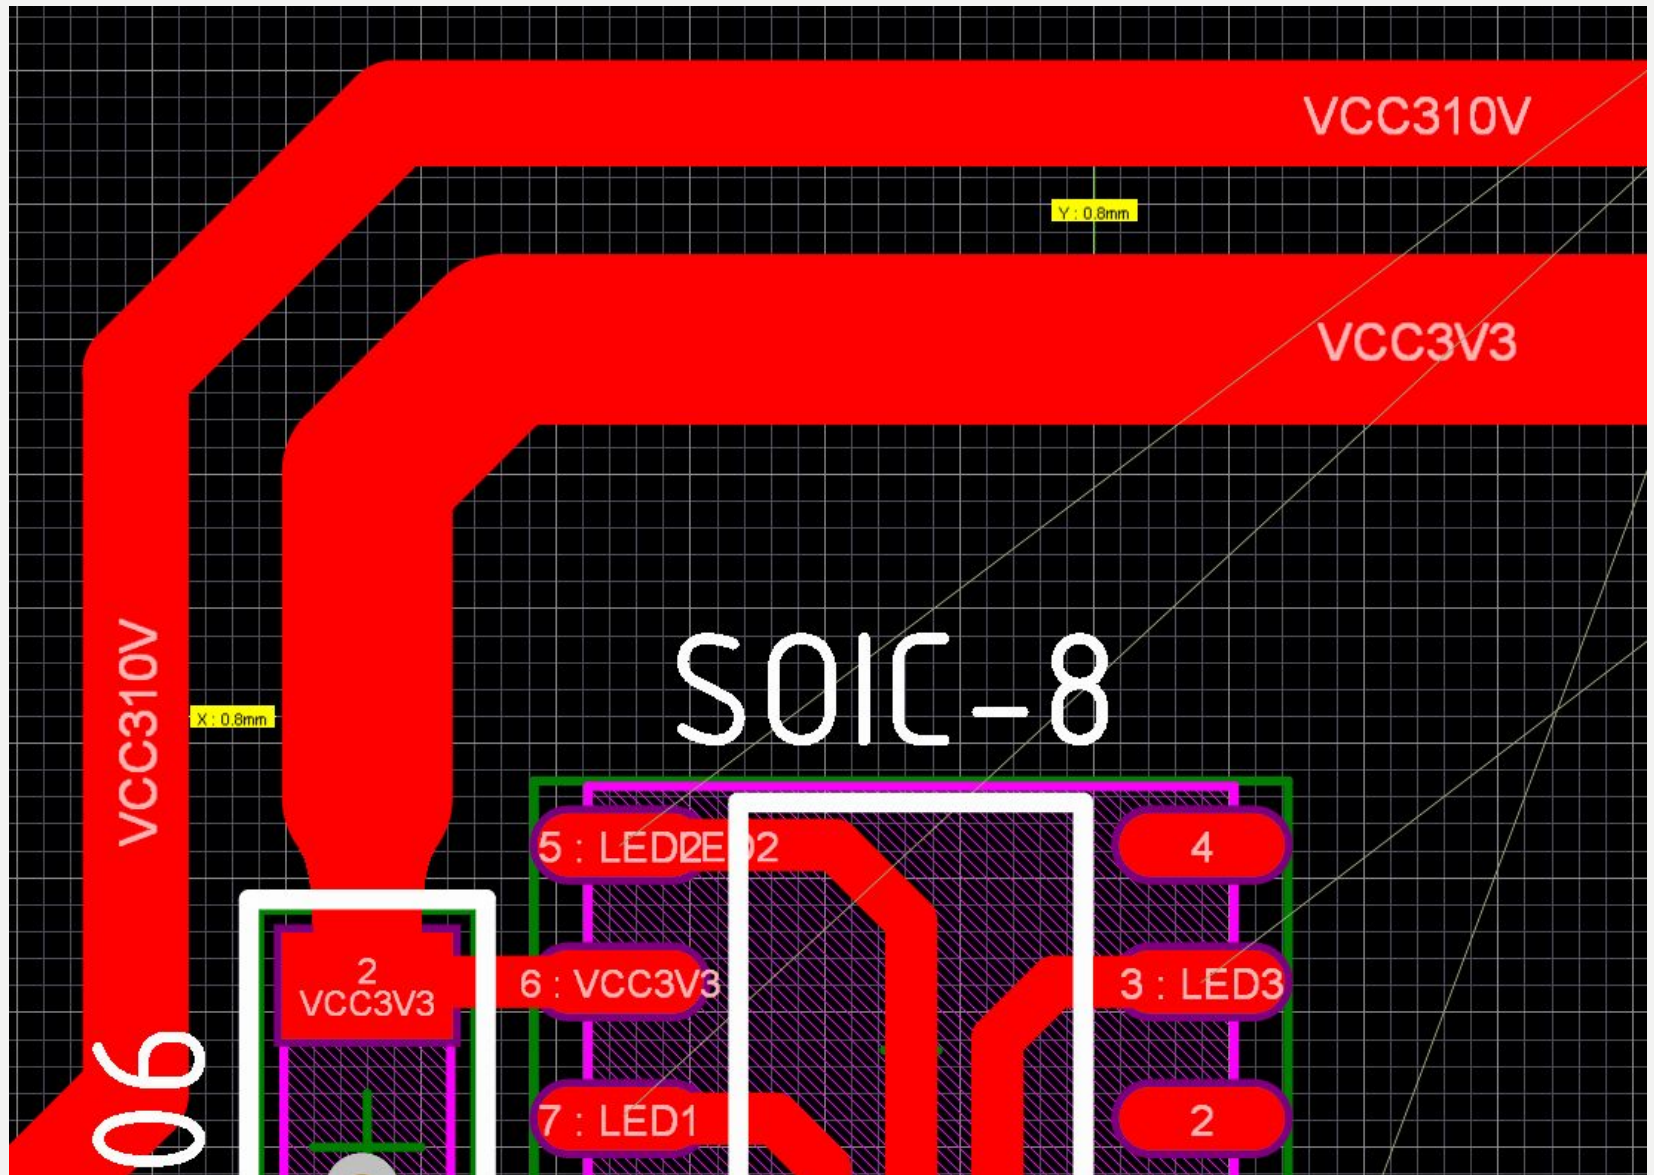 VCC310V
Y : 0.8mm
VCC3V3
VCC310V
X : 0.8mm
SOIC-8
5 : LED2
LED2
4
2
VCC3V3
6 : VCC3V3
3 : LED3
06
7 : LED1
2